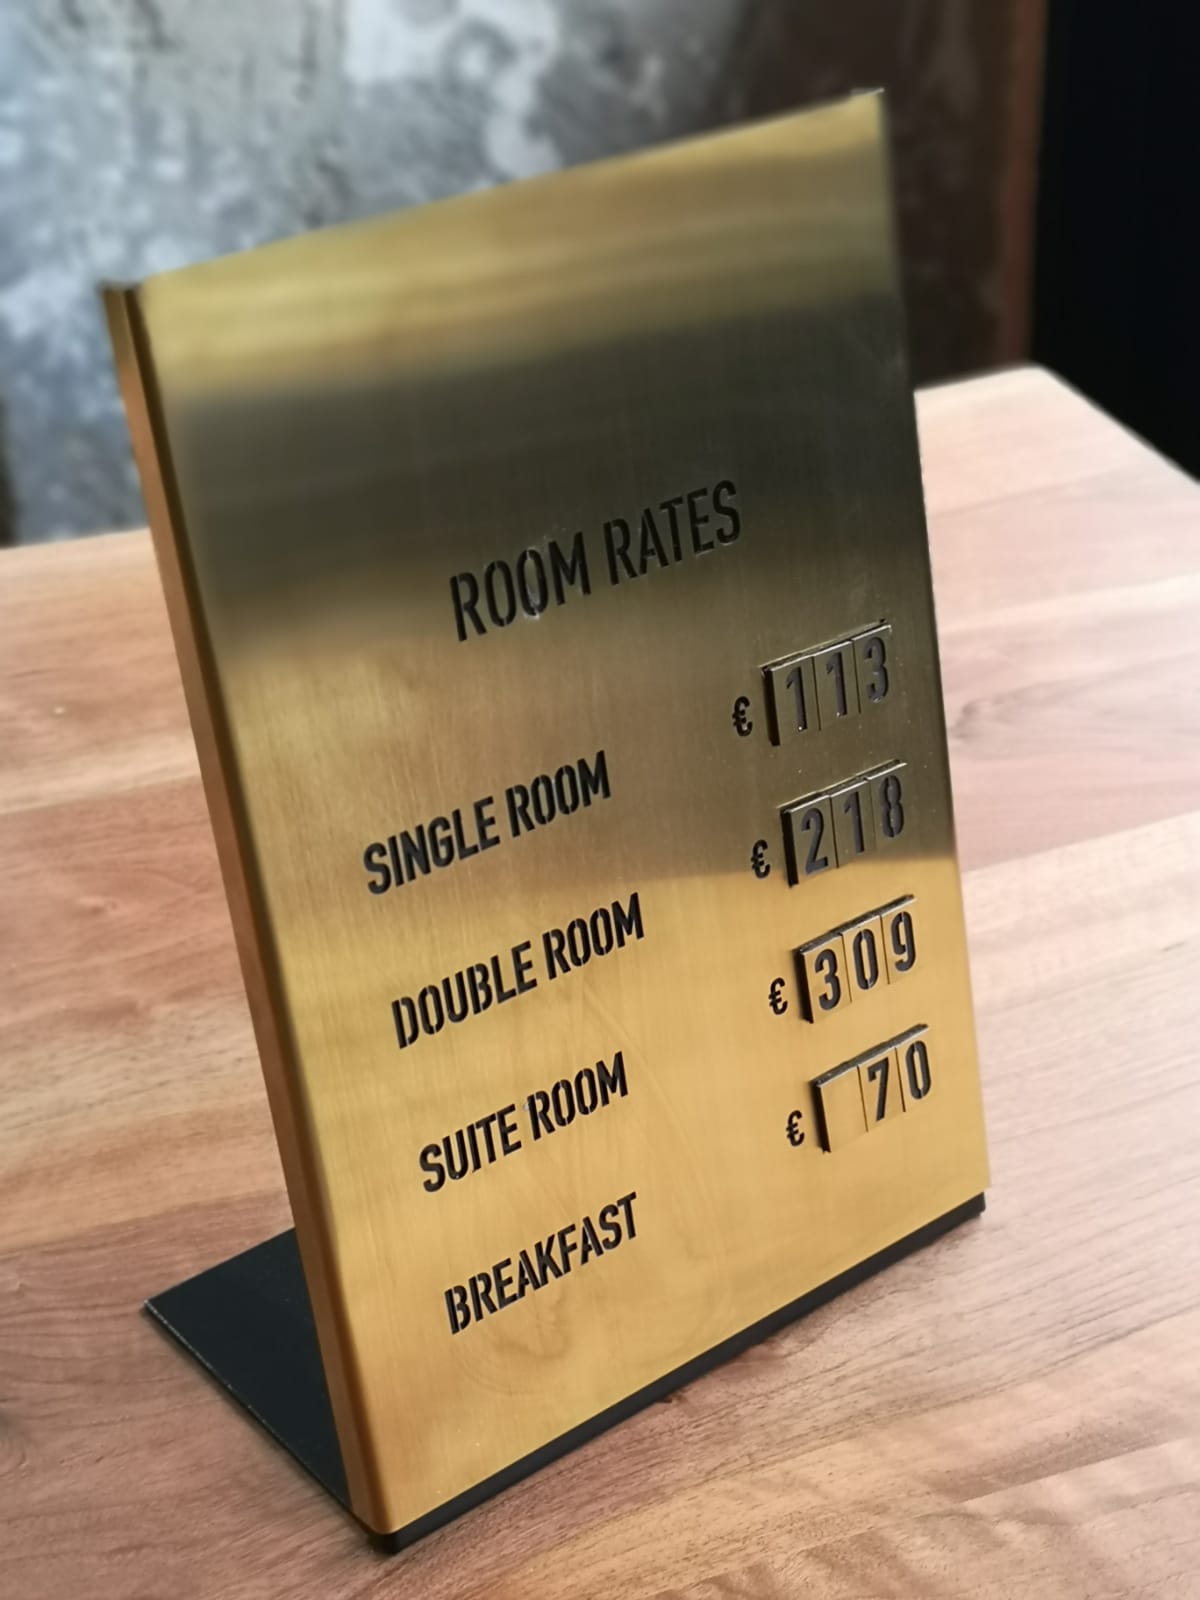 ROOM RATES
SINGLE ROOM € 113
DOUBLE ROOM € 218
SUITE ROOM € 309
BREAKFAST € 70